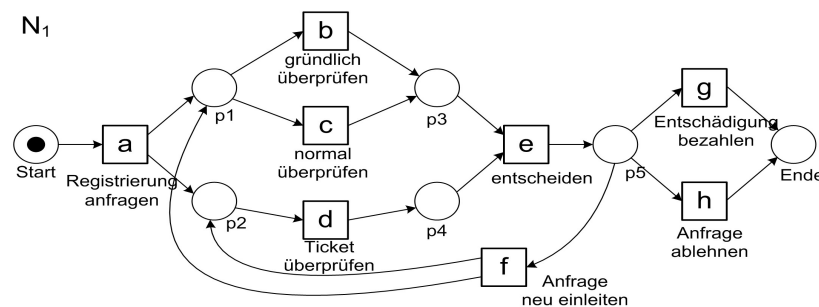 N₁
b
gründlich
überprüfen
p1
c
normal
überprüfen
p3
Start
a
Registrierung
anfragen
p2
d
Ticket
überprüfen
p4
e
entscheiden
p5
g
Entschädigung
bezahlen
Ende
h
Anfrage
ablehnen
f
Anfrage
neu einleiten